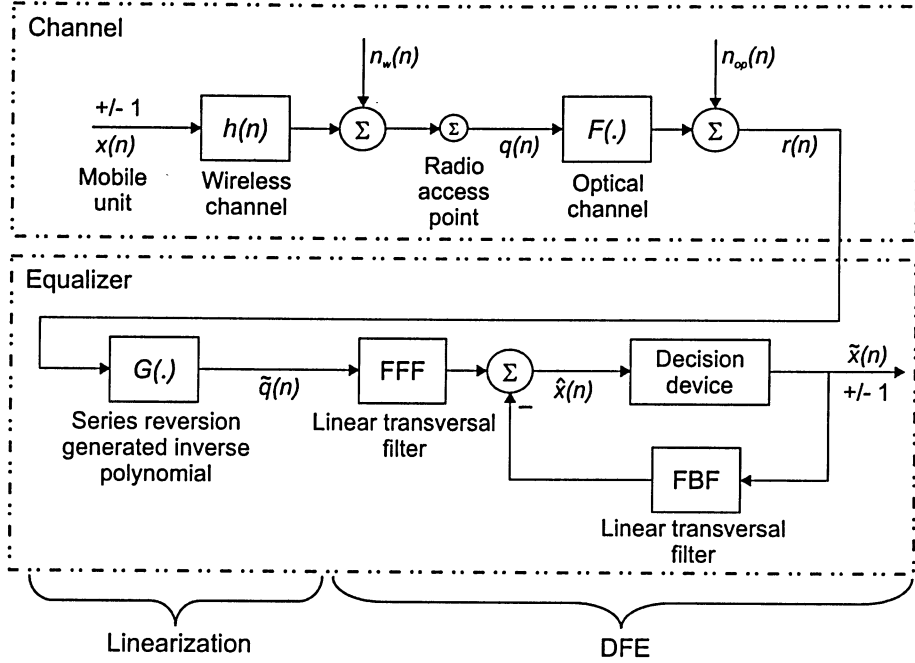 Channel
n_w(n)
n_op(n)
+/- 1
x(n)
h(n)
Σ
Σ
q(n)
F(.)
Σ
r(n)
Mobile
unit
Wireless
channel
Radio
access
point
Optical
channel
Equalizer
G(.)
q̃(n)
FFF
Σ
x̂(n)
Decision
device
x̃(n)
+/- 1
–
Series reversion
generated inverse
polynomial
Linear transversal
filter
FBF
Linear transversal
filter
Linearization
DFE